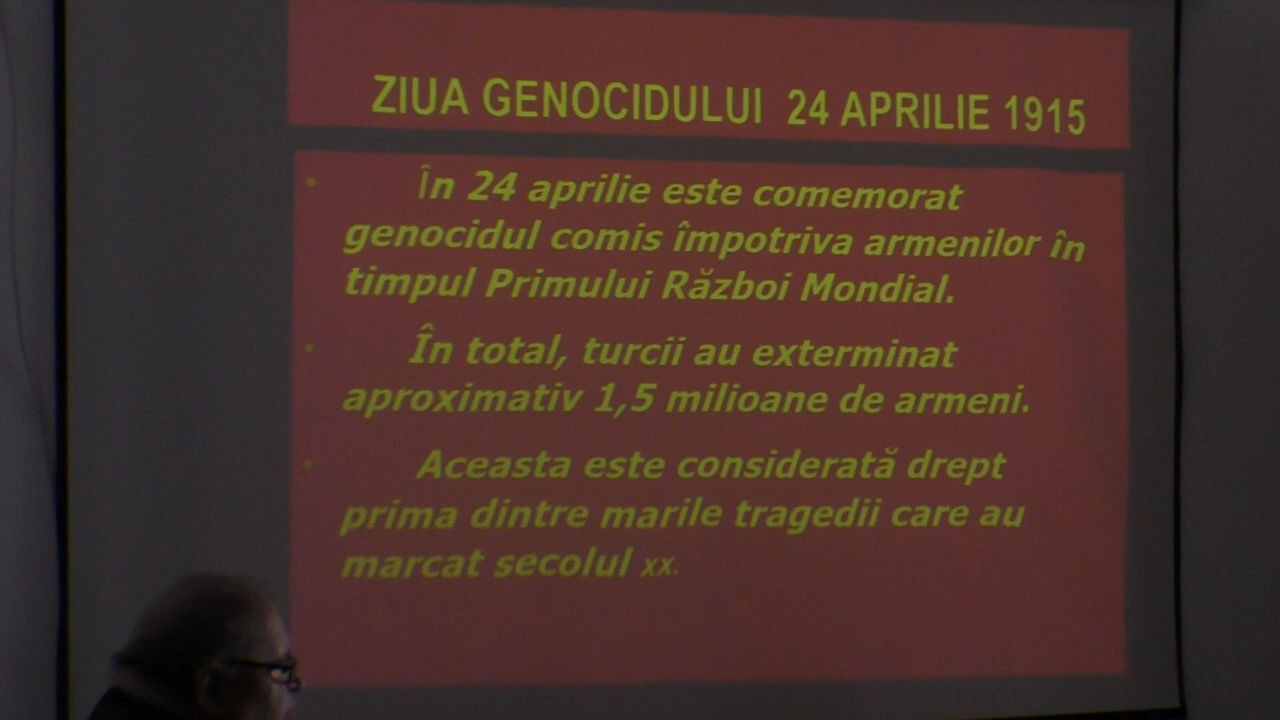 ZIUA GENOCIDULUI 24 APRILIE 1915
• În 24 aprilie este comemorat
genocidul comis împotriva armenilor în
timpul Primului Război Mondial.
• În total, turcii au exterminat
aproximativ 1,5 milioane de armeni.
• Aceasta este considerată drept
prima dintre marile tragedii care au
marcat secolul xx.